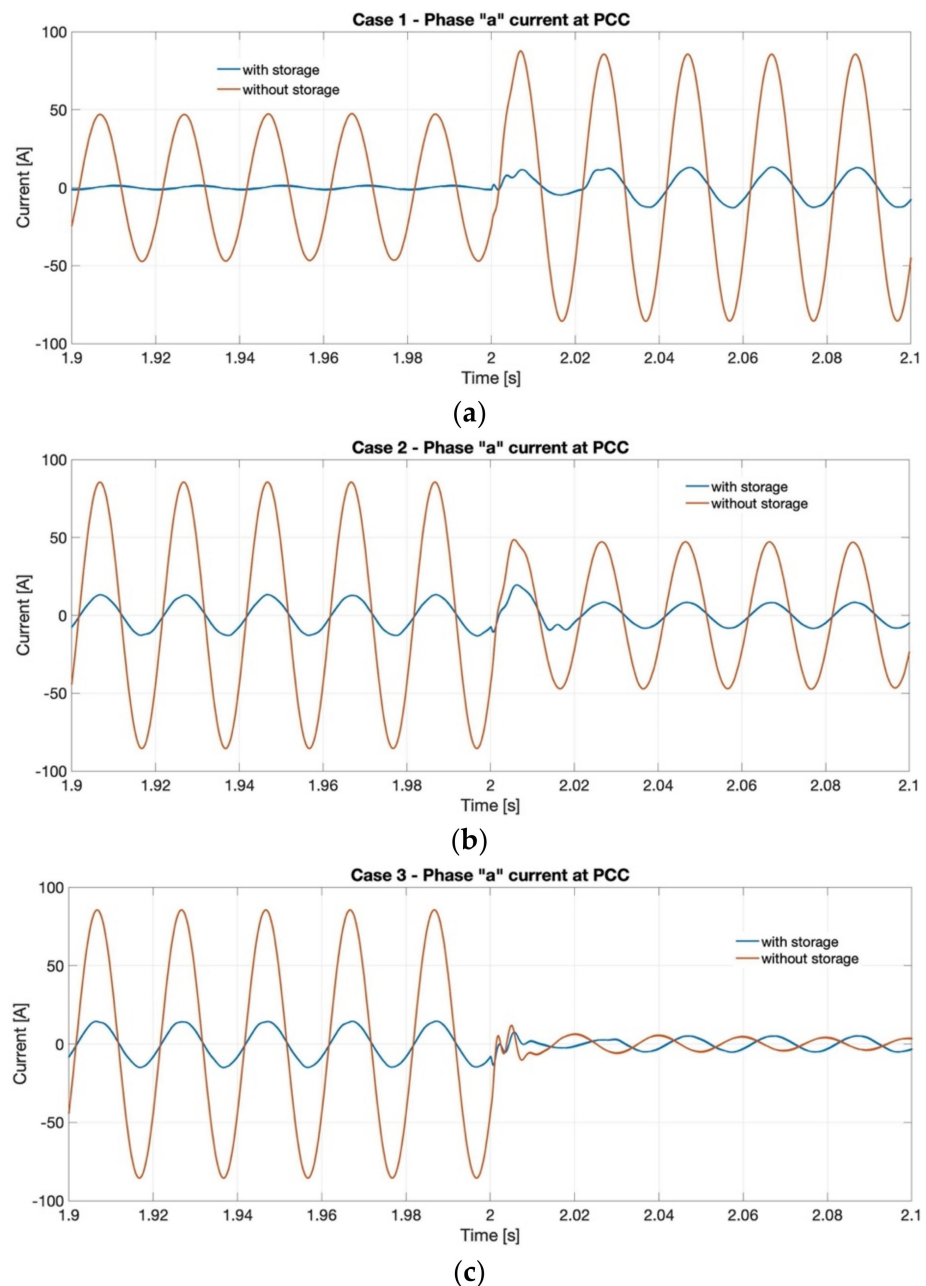 Case 1 - Phase "a" current at PCC
100
with storage
without storage
50
0
-50
-100
Current [A]
1.9 1.92 1.94 1.96 1.98 2 2.02 2.04 2.06 2.08 2.1
Time [s]
(a)
Case 2 - Phase "a" current at PCC
100
with storage
without storage
50
0
-50
-100
Current [A]
1.9 1.92 1.94 1.96 1.98 2 2.02 2.04 2.06 2.08 2.1
Time [s]
(b)
Case 3 - Phase "a" current at PCC
100
with storage
without storage
50
0
-50
-100
Current [A]
1.9 1.92 1.94 1.96 1.98 2 2.02 2.04 2.06 2.08 2.1
Time [s]
(c)